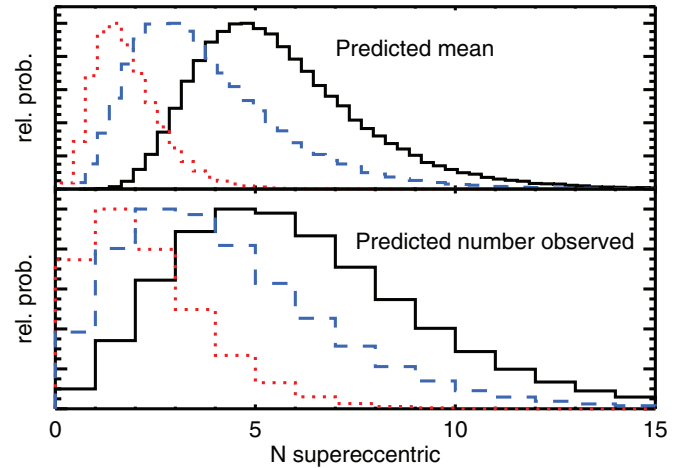 Predicted mean
rel. prob.
Predicted number observed
rel. prob.
0 5 10 15
N supereccentric